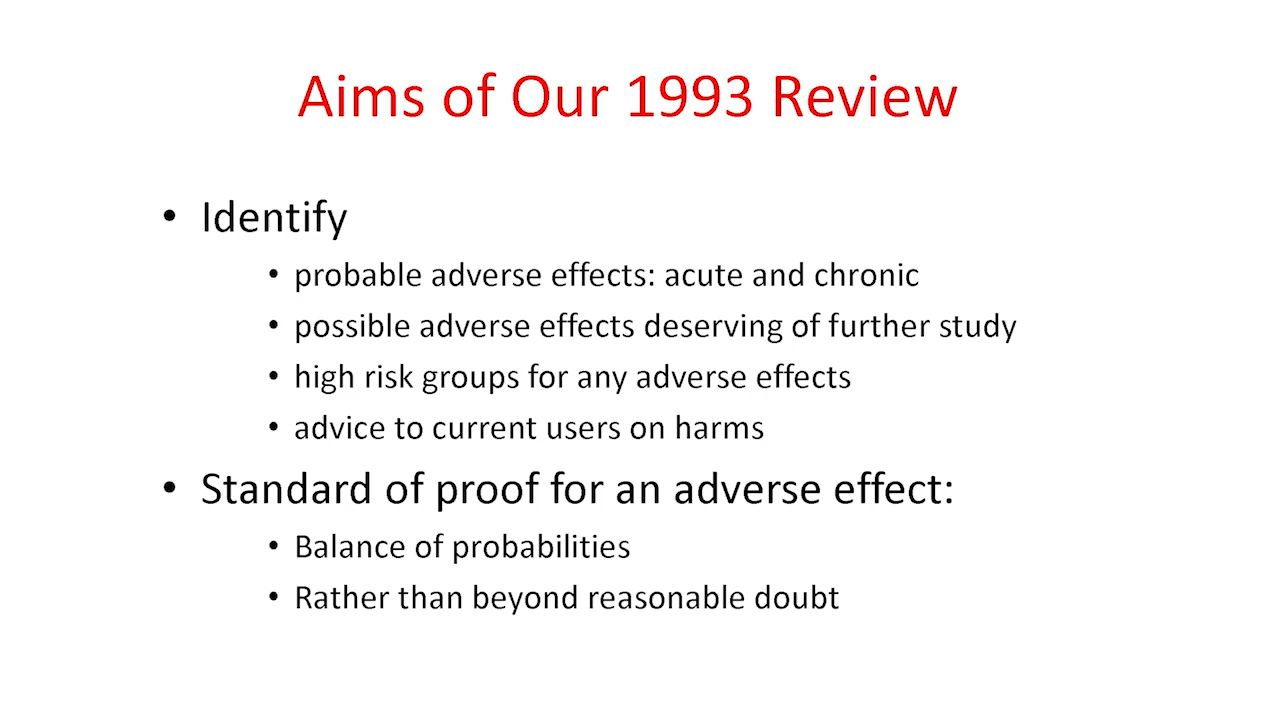 Aims of Our 1993 Review
• Identify
• probable adverse effects: acute and chronic
• possible adverse effects deserving of further study
• high risk groups for any adverse effects
• advice to current users on harms
• Standard of proof for an adverse effect:
• Balance of probabilities
• Rather than beyond reasonable doubt